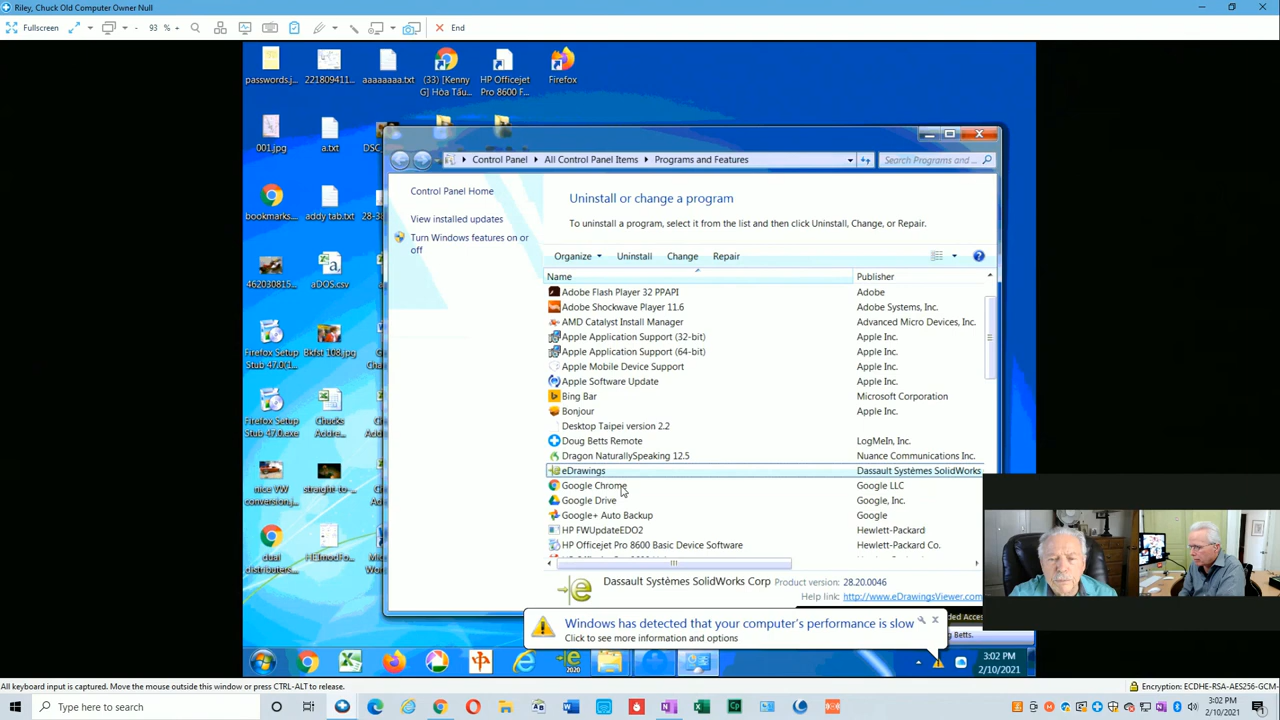 Riley, Chuck Old Computer Owner Null
Fullscreen - 93 % + End
passwords.j...
221809411...
aaaaaaaa.txt
(33) [Kenny
G] Hòa Tấu...
HP Officejet
Pro 8600 F...
Firefox
001.jpg
a.txt
DSC
bookmarks....
addy tab.txt
28-38
462030815...
aDOS.csv
Firefox Setup
Stub 47.0(1...
Bkfst 108.jpg
Firefox Setup
Stub 47.0.exe
Chucks
Addre...
nice VW
conversion.j...
straight-to-...
dual
distributers...
HEImodFo...
Control Panel
All Control Panel Items
Programs and Features
Search Programs and ...
Control Panel Home
View installed updates
Turn Windows features on or
off
Uninstall or change a program
To uninstall a program, select it from the list and then click Uninstall, Change, or Repair.
Organize Uninstall Change Repair
Name Publisher
Adobe Flash Player 32 PPAPI Adobe
Adobe Shockwave Player 11.6 Adobe Systems, Inc.
AMD Catalyst Install Manager Advanced Micro Devices, Inc.
Apple Application Support (32-bit) Apple Inc.
Apple Application Support (64-bit) Apple Inc.
Apple Mobile Device Support Apple Inc.
Apple Software Update Apple Inc.
Bing Bar Microsoft Corporation
Bonjour Apple Inc.
Desktop Taipei version 2.2
Doug Betts Remote LogMeIn, Inc.
Dragon NaturallySpeaking 12.5 Nuance Communications Inc.
eDrawings Dassault Systèmes SolidWorks
Google Chrome Google LLC
Google Drive Google, Inc.
Google+ Auto Backup Google
HP FWUpdateEDO2 Hewlett-Packard
HP Officejet Pro 8600 Basic Device Software Hewlett-Packard Co.
Dassault Systèmes SolidWorks Corp Product version: 28.20.0046
Help link: http://www.eDrawingsViewer.com
Windows has detected that your computer's performance is slow
Click to see more information and options
ded Access
g Betts.
2020
3:02 PM
2/10/2021
All keyboard input is captured. Move the mouse outside this window or press CTRL-ALT to release.
Encryption: ECDHE-RSA-AES256-GCM-
Type here to search
3:02 PM
2/10/2021